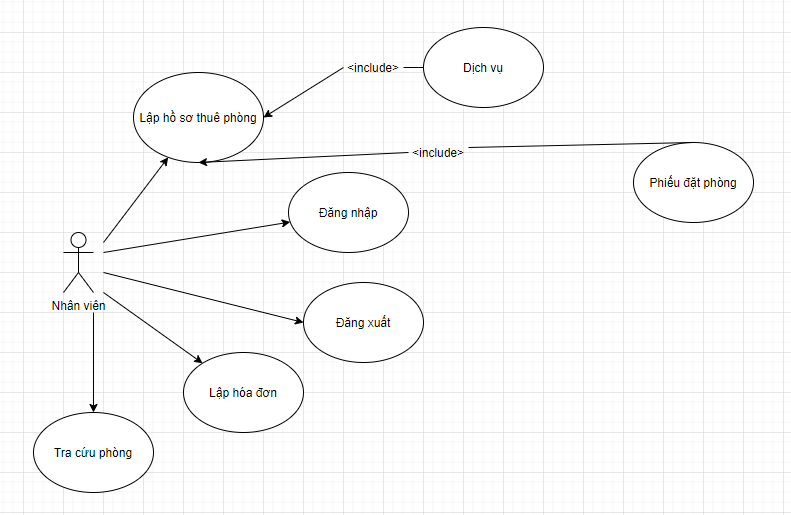 <include>
Dịch vụ
Lập hồ sơ thuê phòng
<include>
Phiếu đặt phòng
Đăng nhập
Nhân viên
Đăng xuất
Lập hóa đơn
Tra cứu phòng